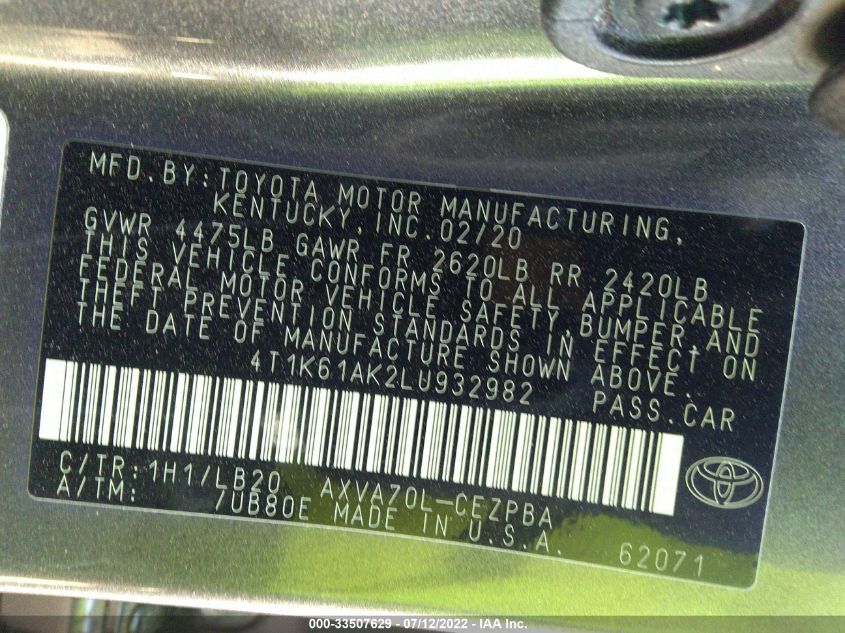 MFD. BY: TOYOTA MOTOR MANUFACTURING,
KENTUCKY, INC. 02/20
GVWR 4475LB GAWR FR 2620LB RR 2420LB
THIS VEHICLE CONFORMS TO ALL APPLICABLE
FEDERAL MOTOR VEHICLE SAFETY, BUMPER, AND
THEFT PREVENTION STANDARDS IN EFFECT ON
THE DATE OF MANUFACTURE SHOWN ABOVE.
4T1K61AK2LU932982 PASS.CAR
C/TR: 1H1/LB20 AXVA70L-CEZPBA
A/TM: /UB80E MADE IN U.S.A. 62071
000-33507629 - 07/12/2022 - IAA Inc.